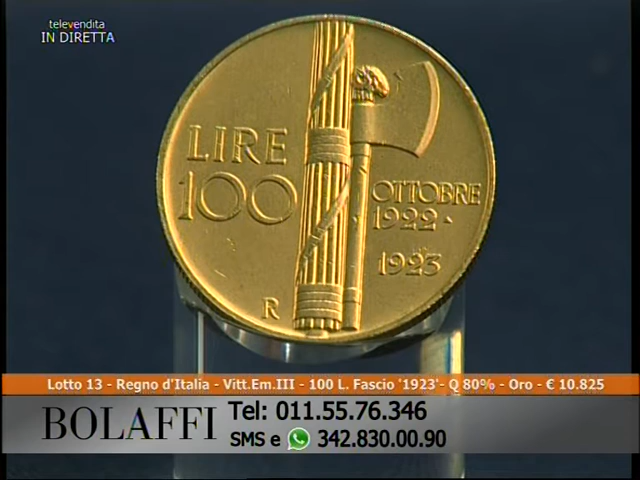 televendita
IN DIRETTA
LIRE
100
OTTOBRE
1922
1923
R
Lotto 13 - Regno d'Italia - Vitt.Em.III - 100 L. Fascio '1923'- Q 80% - Oro - € 10.825
BOLAFFI
Tel: 011.55.76.346
SMS e 342.830.00.90